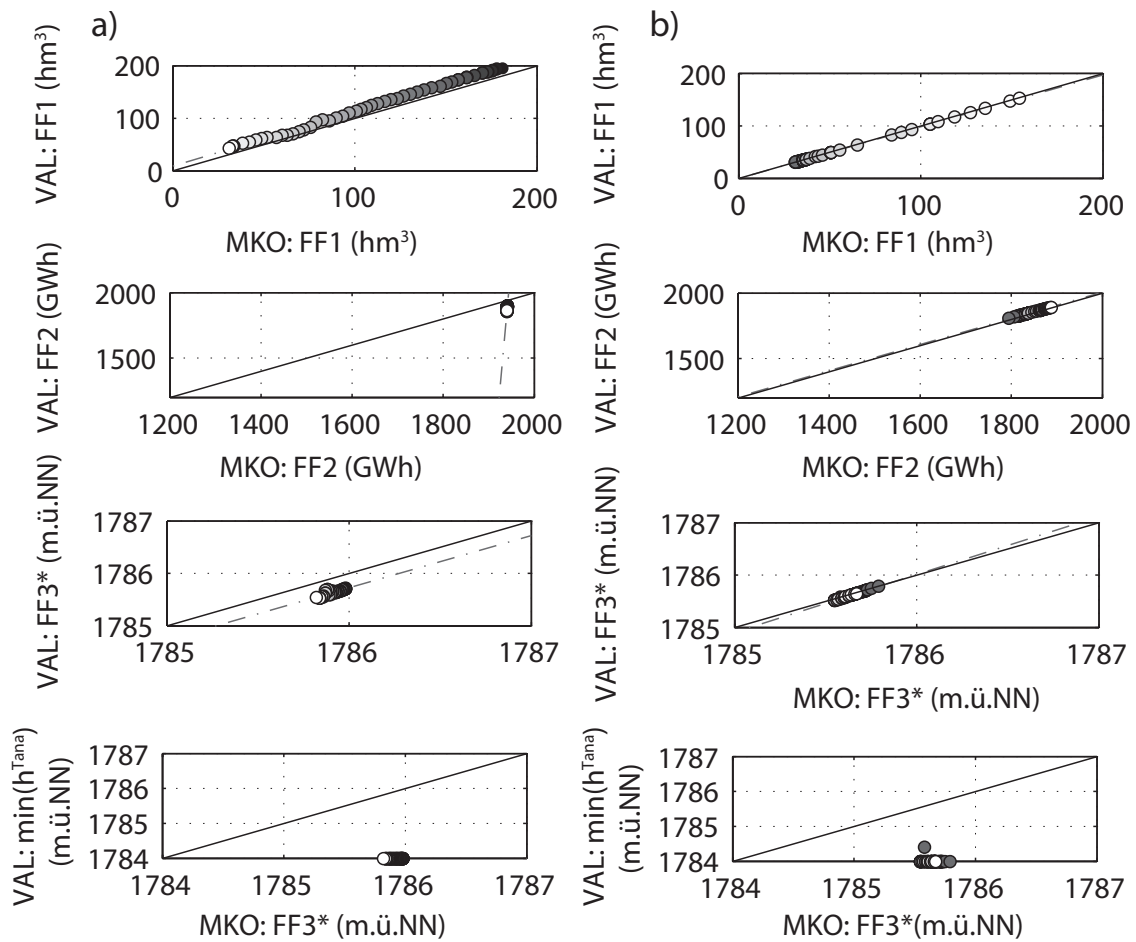 a)
VAL: FF1 (hm³)
200
100
0
0 100 200
MKO: FF1 (hm³)
VAL: FF2 (GWh)
2000
1500
1200 1400 1600 1800 2000
MKO: FF2 (GWh)
VAL: FF3* (m.ü.NN)
1787
1786
1785
1785 1786 1787
MKO: FF3* (m.ü.NN)
VAL: min(hᵀᵃⁿᵃ)
(m.ü.NN)
1787
1786
1785
1784
1784 1785 1786 1787
MKO: FF3* (m.ü.NN)
b)
VAL: FF1 (hm³)
200
100
0
0 100 200
MKO: FF1 (hm³)
VAL: FF2 (GWh)
2000
1500
1200 1400 1600 1800 2000
MKO: FF2 (GWh)
VAL: FF3* (m.ü.NN)
1787
1786
1785
1785 1786 1787
MKO: FF3* (m.ü.NN)
VAL: min(hᵀᵃⁿᵃ)
(m.ü.NN)
1787
1786
1785
1784
1784 1785 1786 1787
MKO: FF3*(m.ü.NN)